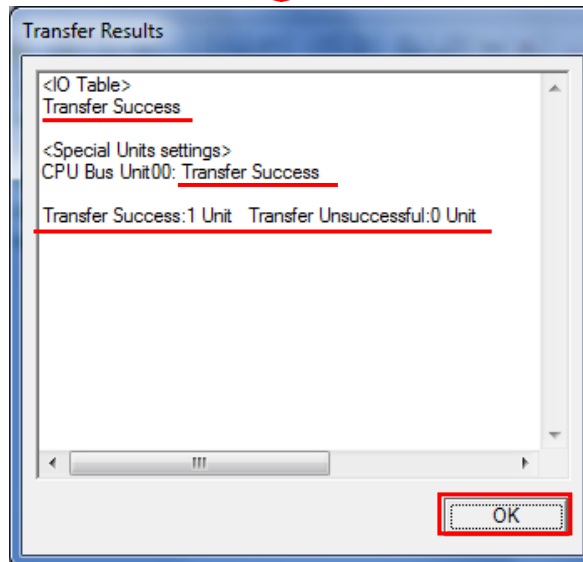 Transfer Results
<IO Table>
Transfer Success
<Special Units settings>
CPU Bus Unit00: Transfer Success
Transfer Success:1 Unit   Transfer Unsuccessful:0 Unit
OK